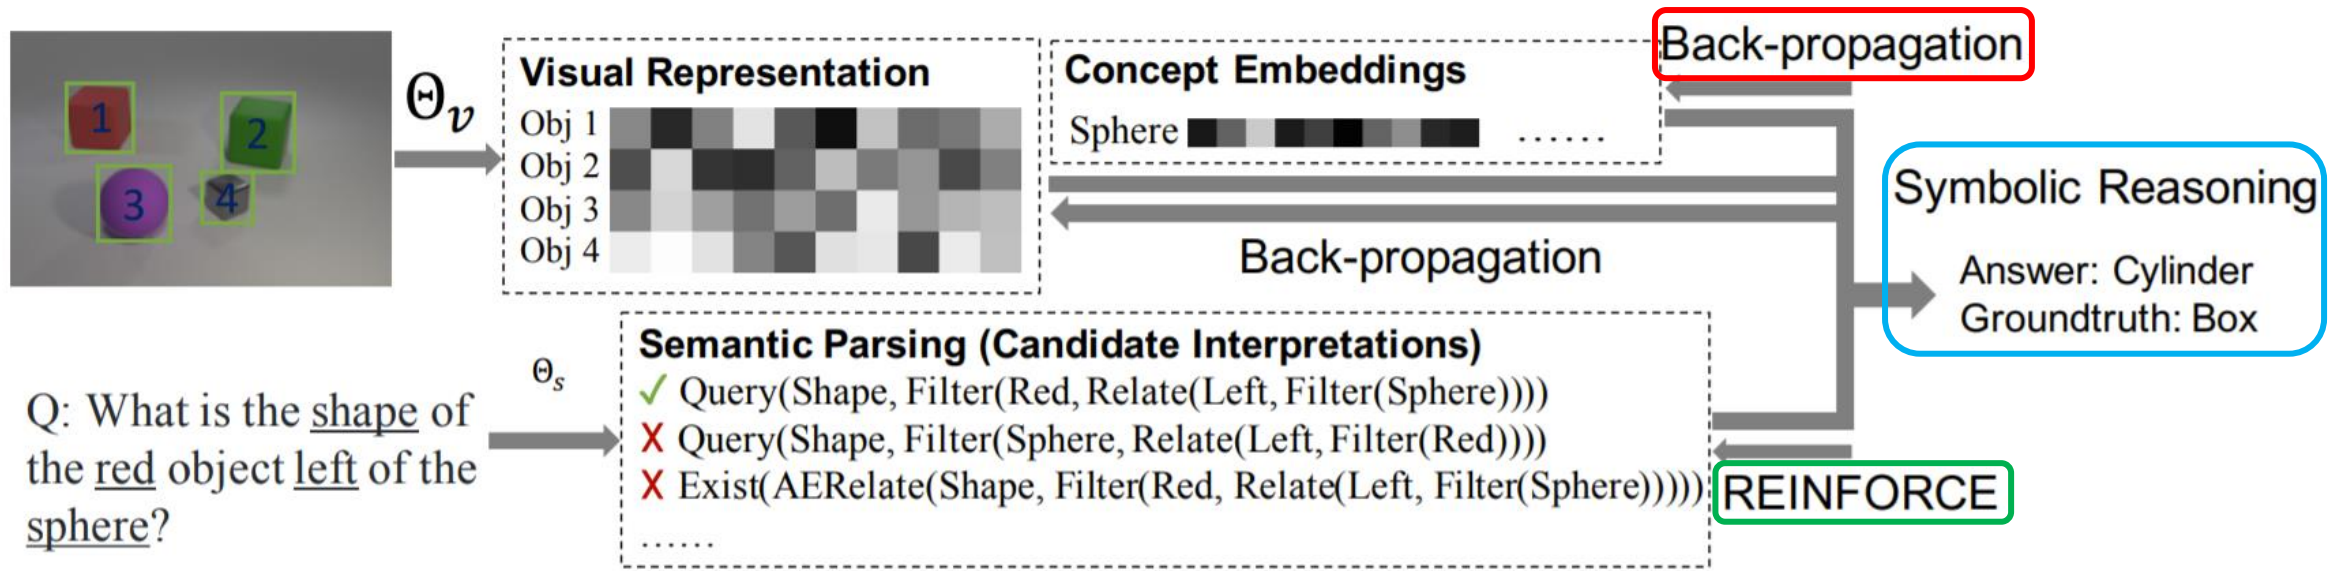 1
2
3
4
Θv
Visual Representation
Obj 1
Obj 2
Obj 3
Obj 4
Concept Embeddings
Sphere ......
Back-propagation
Back-propagation
Symbolic Reasoning
Answer: Cylinder
Groundtruth: Box
Q: What is the shape of
the red object left of the
sphere?
Θs
Semantic Parsing (Candidate Interpretations)
✓ Query(Shape, Filter(Red, Relate(Left, Filter(Sphere))))
X Query(Shape, Filter(Sphere, Relate(Left, Filter(Red))))
X Exist(AERelate(Shape, Filter(Red, Relate(Left, Filter(Sphere)))))
......
REINFORCE